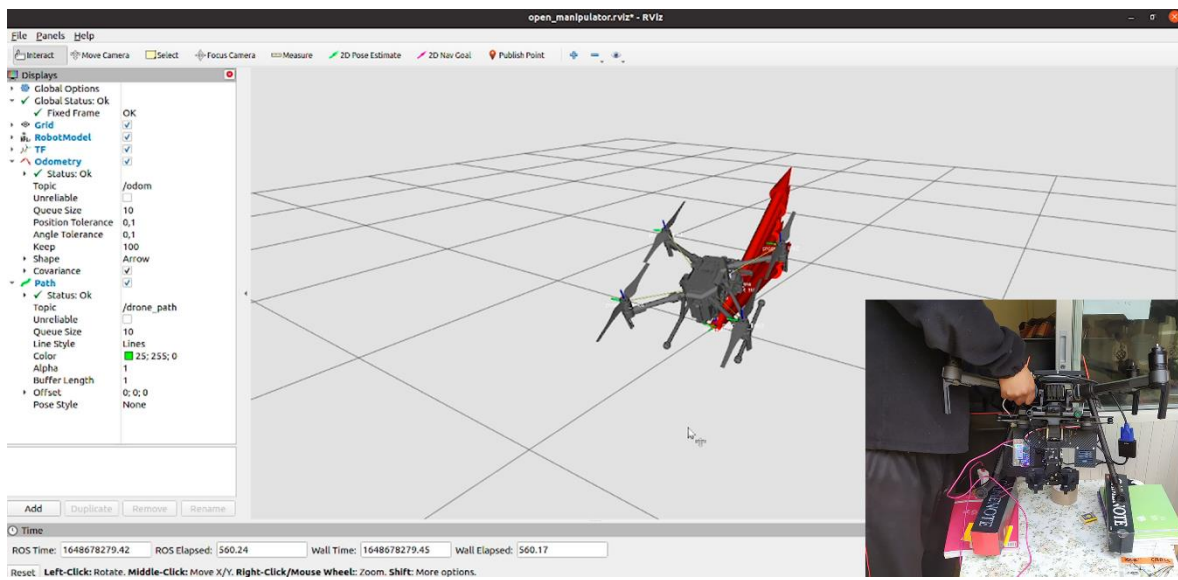 open_manipulator.rviz* - RViz
File Panels Help
Interact Move Camera Select Focus Camera Measure 2D Pose Estimate 2D Nav Goal Publish Point
Displays
Global Options
Global Status: Ok
Fixed Frame OK
Grid
RobotModel
TF
Odometry
Status: Ok
Topic /odom
Unreliable
Queue Size 10
Position Tolerance 0,1
Angle Tolerance 0,1
Keep 100
Shape Arrow
Covariance
Path
Status: Ok
Topic /drone_path
Unreliable
Queue Size 10
Line Style Lines
Color 25; 255; 0
Alpha 1
Buffer Length 1
Offset 0; 0; 0
Pose Style None
Add Duplicate Remove Rename
Time
ROS Time: 1648678279.42 ROS Elapsed: 560.24 Wall Time: 1648678279.45 Wall Elapsed: 560.17
Reset Left-Click: Rotate. Middle-Click: Move X/Y. Right-Click/Mouse Wheel: Zoom. Shift: More options.